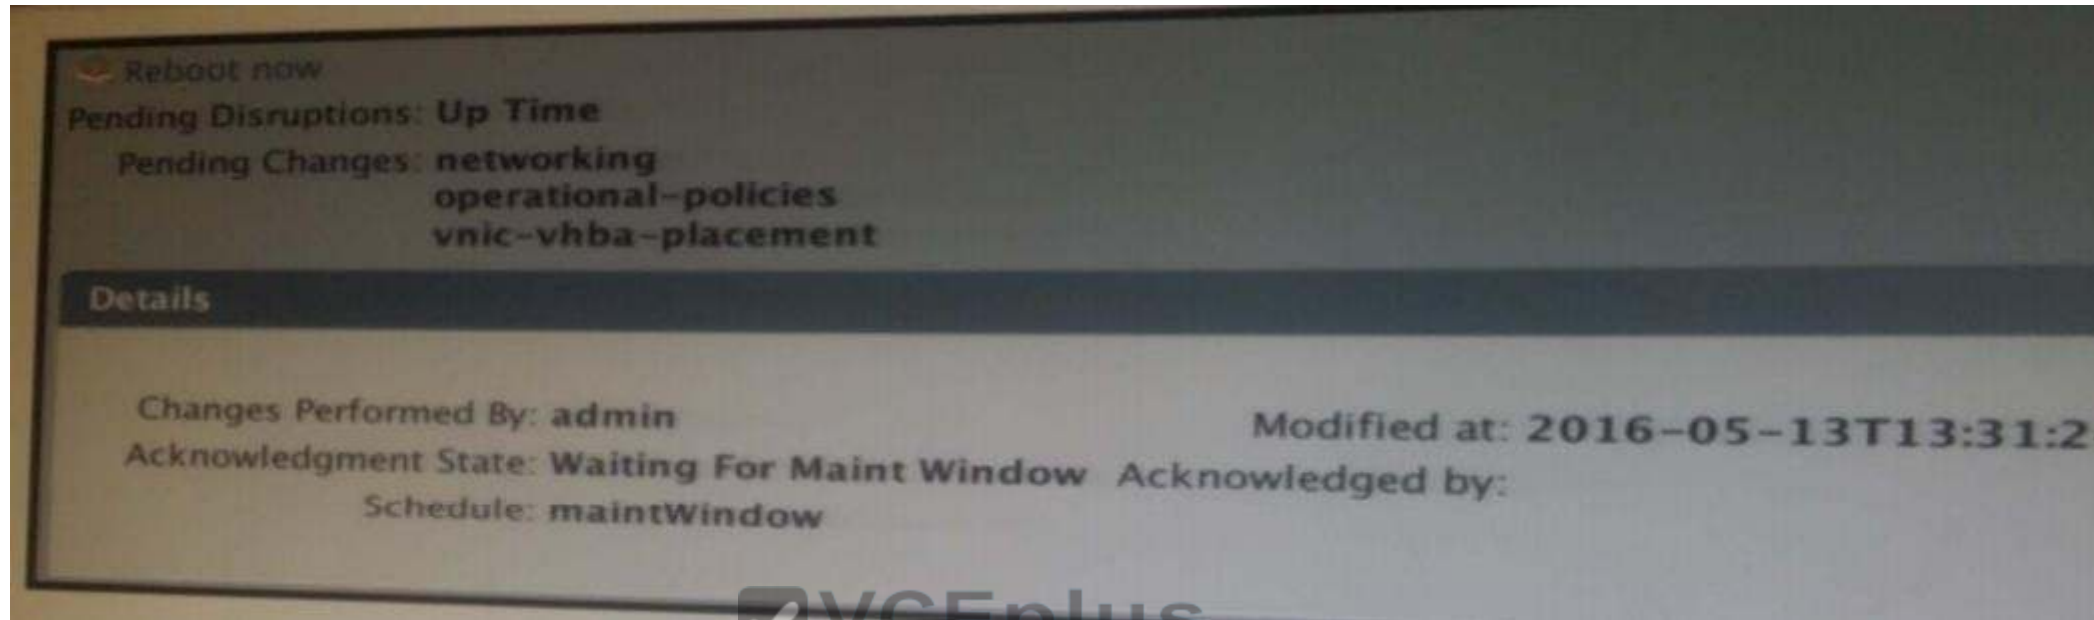 Reboot now
Pending Disruptions: Up Time
Pending Changes: networking
operational-policies
vnic-vhba-placement
Details
Changes Performed By: admin
Modified at: 2016-05-13T13:31:2
Acknowledgment State: Waiting For Maint Window Acknowledged by:
Schedule: maintWindow
VCEplus